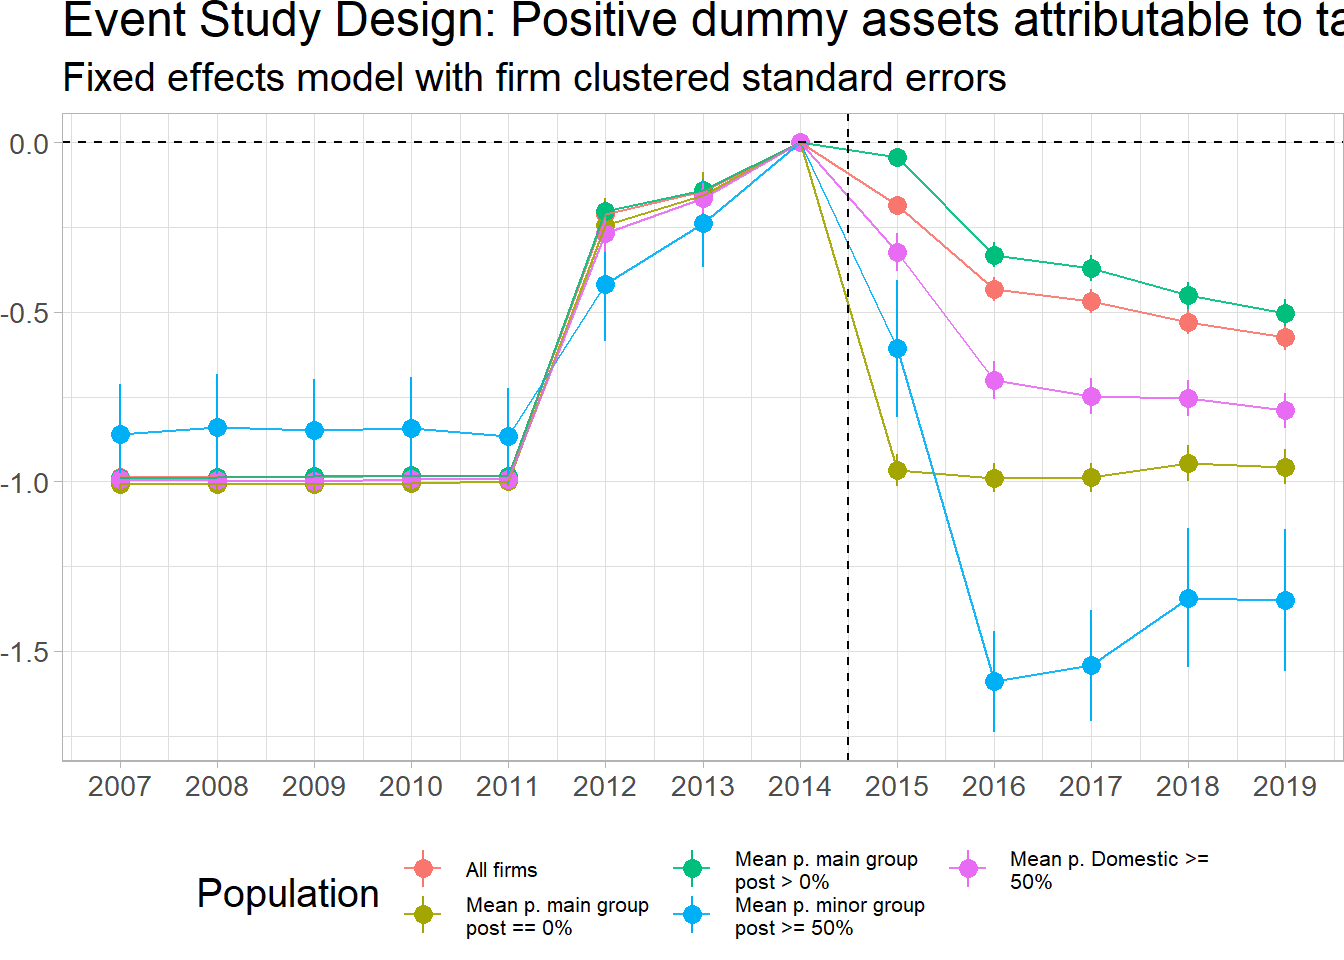 Event Study Design: Positive dummy assets attributable to ta
Fixed effects model with firm clustered standard errors
0.0
-0.5
-1.0
-1.5
2007 2008 2009 2010 2011 2012 2013 2014 2015 2016 2017 2018 2019
Population
All firms
Mean p. main group
post == 0%
Mean p. main group
post > 0%
Mean p. minor group
post >= 50%
Mean p. Domestic >=
50%